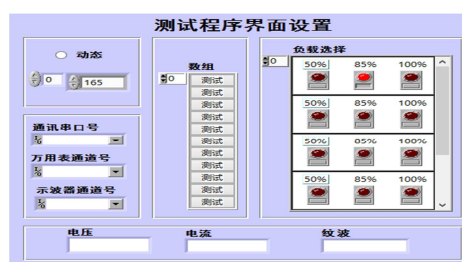 测试程序界面设置
动态
0 165
通讯串口号
万用表通道号
示波器通道号
数组
0 测试
测试
测试
测试
测试
测试
测试
测试
测试
测试
测试
负载选择
0 50% 85% 100%
50% 85% 100%
50% 85% 100%
50% 85% 100%
电压 电流 纹波